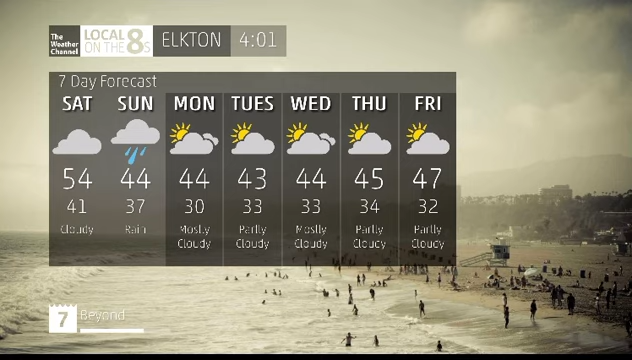 The Weather Channel
LOCAL ON THE 8s
ELKTON
4:01
7 Day Forecast
SAT SUN MON TUES WED THU FRI
54 44 44 43 44 45 47
41 37 30 33 33 34 32
Cloudy Rain Mostly Cloudy Partly Cloudy Mostly Cloudy Partly Cloudy Partly Cloudy
7 Beyond